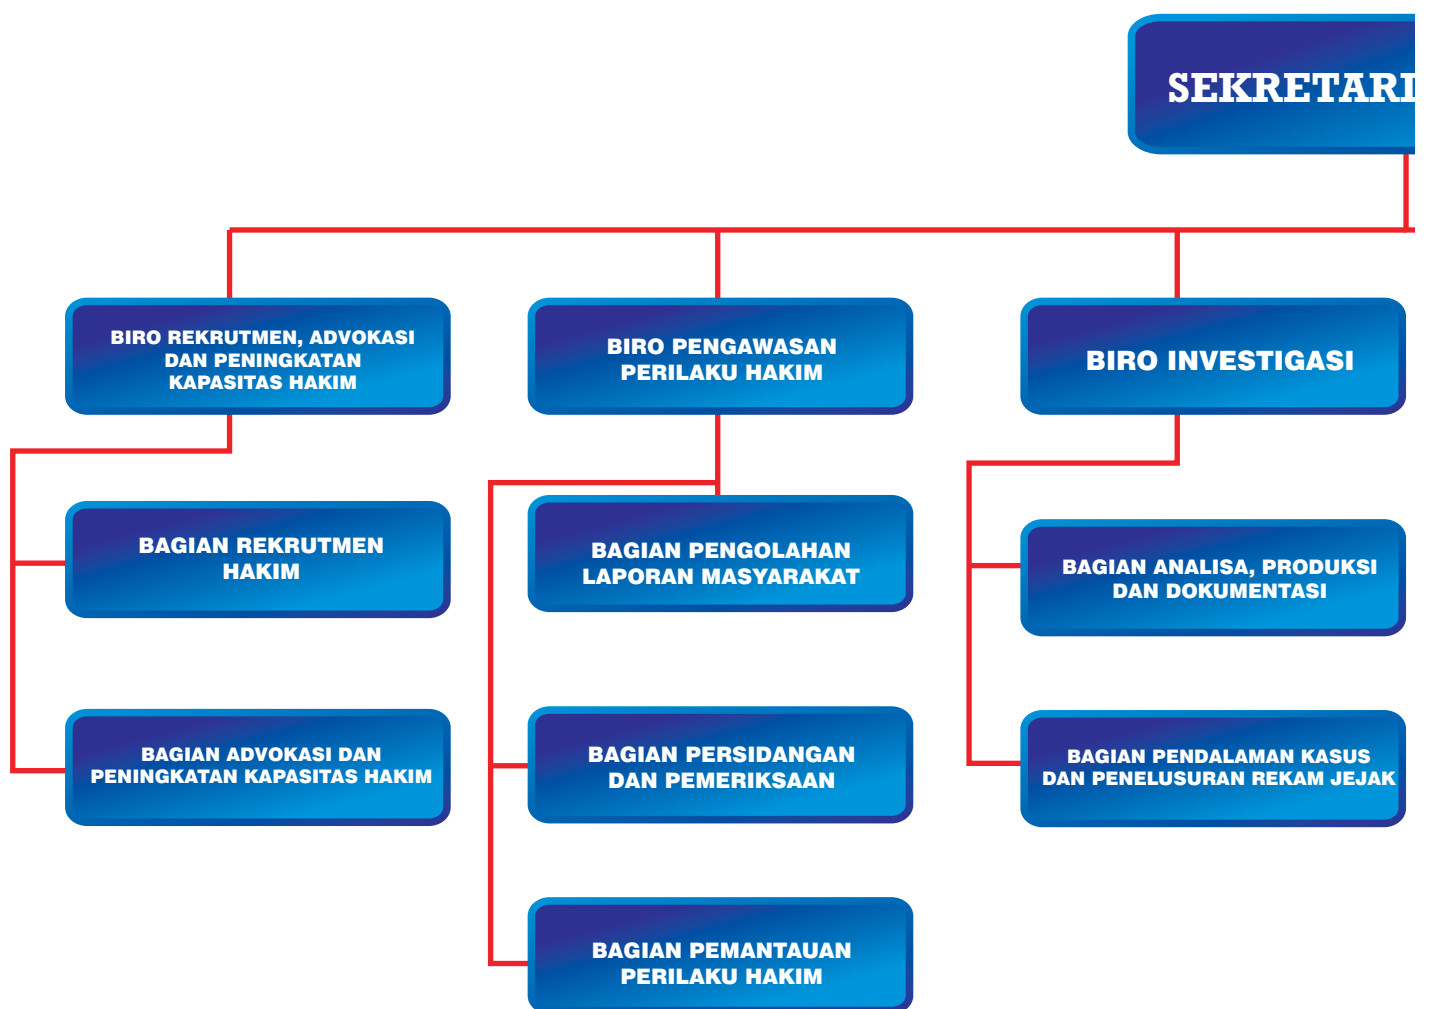 SEKRETARI
BIRO REKRUTMEN, ADVOKASI
DAN PENINGKATAN
KAPASITAS HAKIM
BIRO PENGAWASAN
PERILAKU HAKIM
BIRO INVESTIGASI
BAGIAN REKRUTMEN
HAKIM
BAGIAN PENGOLAHAN
LAPORAN MASYARAKAT
BAGIAN ANALISA, PRODUKSI
DAN DOKUMENTASI
BAGIAN ADVOKASI DAN
PENINGKATAN KAPASITAS HAKIM
BAGIAN PERSIDANGAN
DAN PEMERIKSAAN
BAGIAN PENDALAMAN KASUS
DAN PENELUSURAN REKAM JEJAK
BAGIAN PEMANTAUAN
PERILAKU HAKIM